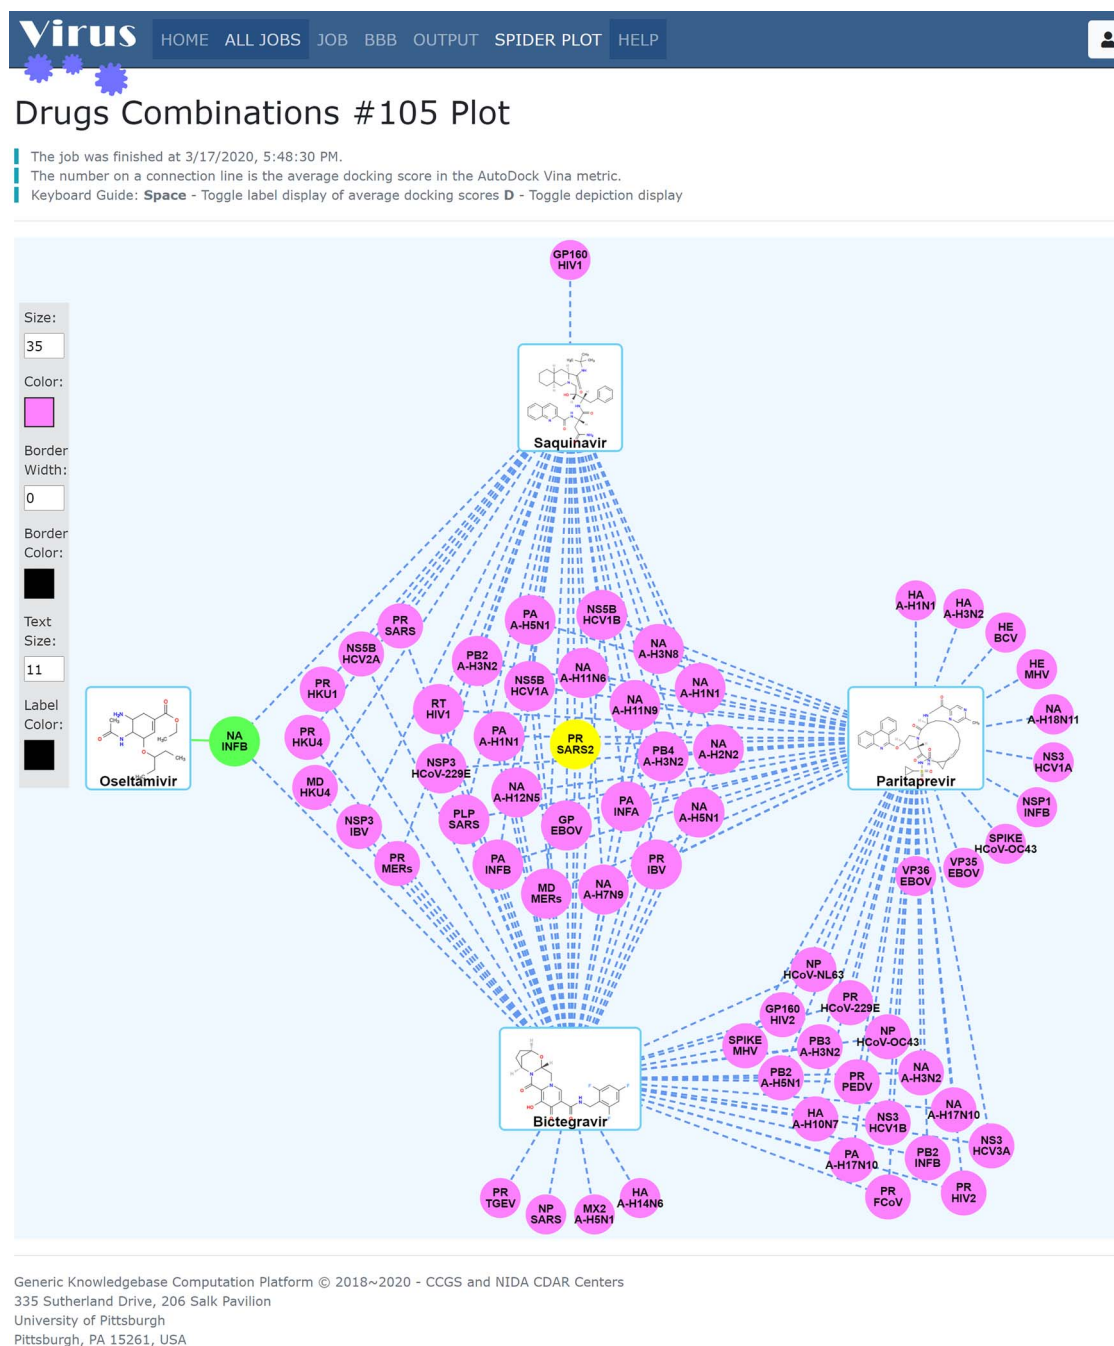 Virus HOME ALL JOBS JOB BBB OUTPUT SPIDER PLOT HELP
Drugs Combinations #105 Plot
The job was finished at 3/17/2020, 5:48:30 PM.
The number on a connection line is the average docking score in the AutoDock Vina metric.
Keyboard Guide: Space - Toggle label display of average docking scores D - Toggle depiction display
Size:
35
Color:
Border
Width:
0
Border
Color:
Text
Size:
11
Label
Color:
GP160
HIV1
Saquinavir
Oseltamivir
NA
INFB
PR
SARS
NS5B
HCV2A
PR
HKU1
PR
HKU4
MD
HKU4
NSP3
IBV
PR
MERs
PA
A-H5N1
NS5B
HCV1B
PB2
A-H3N2
NA
A-H3N8
NS5B
HCV1A
NA
A-H11N6
NA
A-H1N1
RT
HIV1
NA
A-H11N9
PA
A-H1N1
PR
SARS2
PB4
A-H3N2
NA
A-H2N2
NSP3
HCoV-229E
NA
A-H12N5
PLP
SARS
GP
EBOV
PA
INFA
NA
A-H5N1
PA
INFB
PR
IBV
MD
MERs
NA
A-H7N9
Paritaprevir
HA
A-H1N1
HA
A-H3N2
HE
BCV
HE
MHV
NA
A-H18N11
NS3
HCV1A
NSP1
INFB
SPIKE
HCoV-OC43
VP35
EBOV
VP36
EBOV
NP
HCoV-NL63
PR
HCoV-229E
GP160
HIV2
NP
HCoV-OC43
SPIKE
MHV
PB3
A-H3N2
NA
A-H3N2
PB2
A-H5N1
PR
PEDV
NA
A-H17N10
HA
A-H10N7
NS3
HCV1B
NS3
HCV3A
PA
A-H17N10
PB2
INFB
PR
FCoV
PR
HIV2
Bictegravir
PR
TGEV
NP
SARS
MX2
A-H5N1
HA
A-H14N6
Generic Knowledgebase Computation Platform © 2018~2020 - CCGS and NIDA CDAR Centers
335 Sutherland Drive, 206 Salk Pavilion
University of Pittsburgh
Pittsburgh, PA 15261, USA